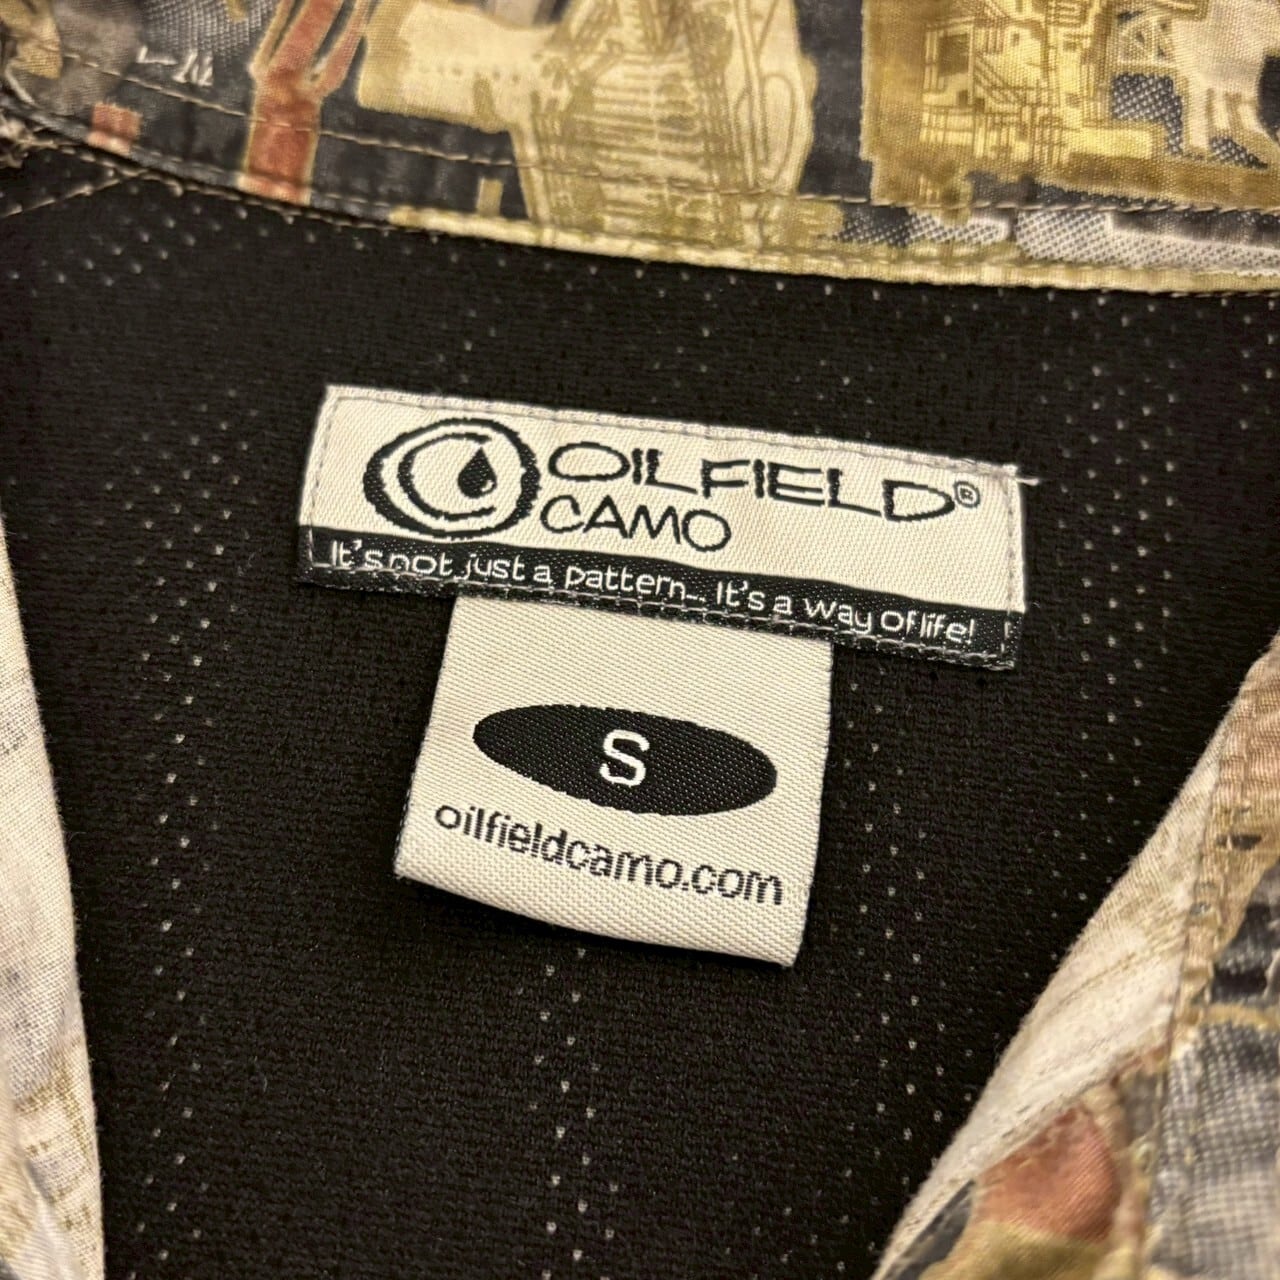 OILFIELD®
CAMO
It's not just a pattern... It's a way of life!
S
oilfieldcamo.com